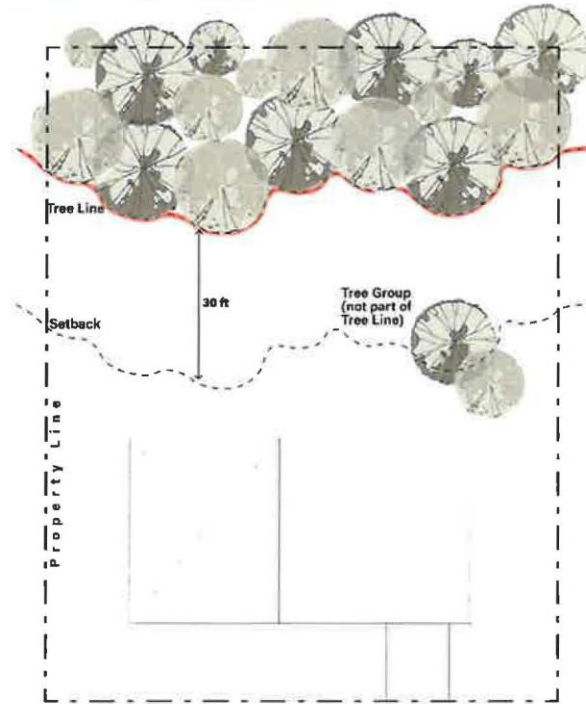 Tree Line
30 ft
Tree Group
(not part of
Tree Line)
Setback
Property Line